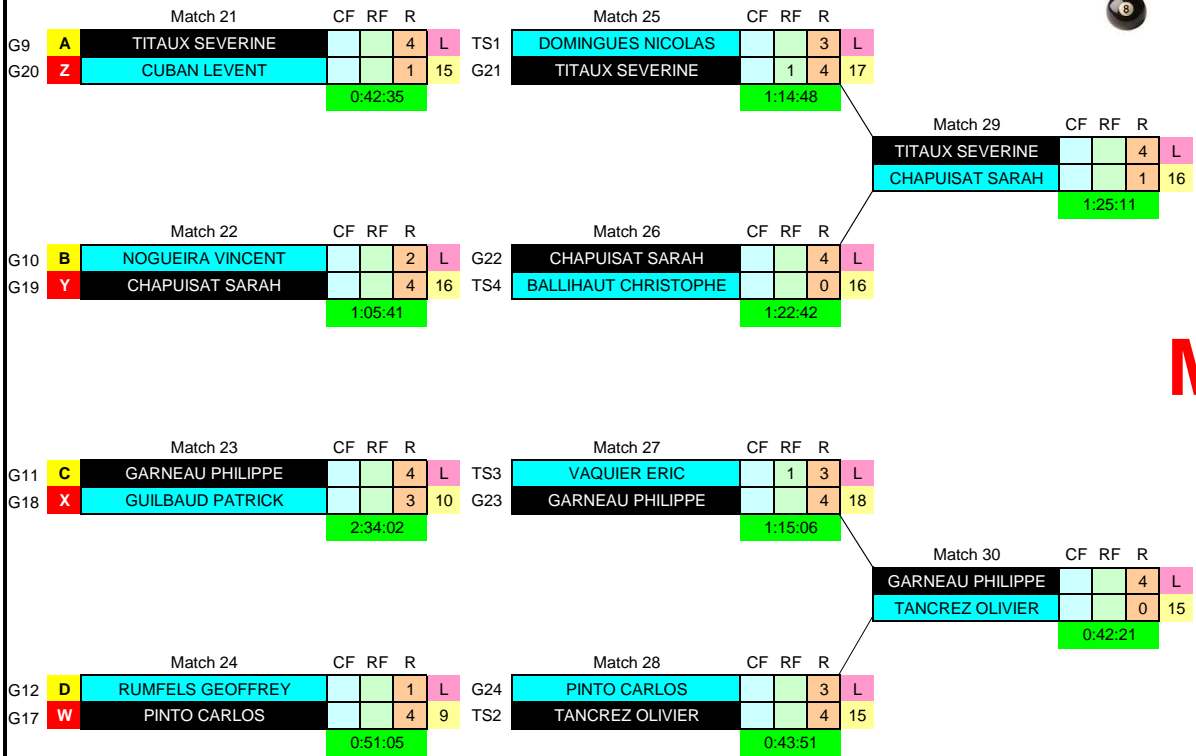 Match 21 CF RF R Match 25 CF RF R
8
G9 A TITAUX SEVERINE 4 L TS1 DOMINGUES NICOLAS 3 L
G20 Z CUBAN LEVENT 1 15 G21 TITAUX SEVERINE 1 4 17
0:42:35 1:14:48
Match 29 CF RF R
TITAUX SEVERINE 4 L
CHAPUISAT SARAH 1 16
1:25:11
Match 22 CF RF R Match 26 CF RF R
G10 B NOGUEIRA VINCENT 2 L G22 CHAPUISAT SARAH 4 L
G19 Y CHAPUISAT SARAH 4 16 TS4 BALLIHAUT CHRISTOPHE 0 16
1:05:41 1:22:42
Match 23 CF RF R Match 27 CF RF R
G11 C GARNEAU PHILIPPE 4 L TS3 VAQUIER ERIC 1 3 L
G18 X GUILBAUD PATRICK 3 10 G23 GARNEAU PHILIPPE 4 18
2:34:02 1:15:06
Match 30 CF RF R
GARNEAU PHILIPPE 4 L
TANCREZ OLIVIER 0 15
0:42:21
Match 24 CF RF R Match 28 CF RF R
G12 D RUMFELS GEOFFREY 1 L G24 PINTO CARLOS 3 L
G17 W PINTO CARLOS 4 9 TS2 TANCREZ OLIVIER 4 15
0:51:05 0:43:51